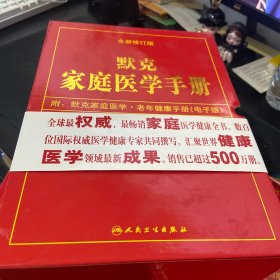 全新修订版
默克
家庭医学手册
附：默克家庭医学·老年健康手册（电子版）
全球最权威、最畅销家庭医学健康全书。数百
位国际权威医学健康专家共同撰写。汇聚世界健康
医学领域最新成果。销售已超过500万册。
人民卫生出版社